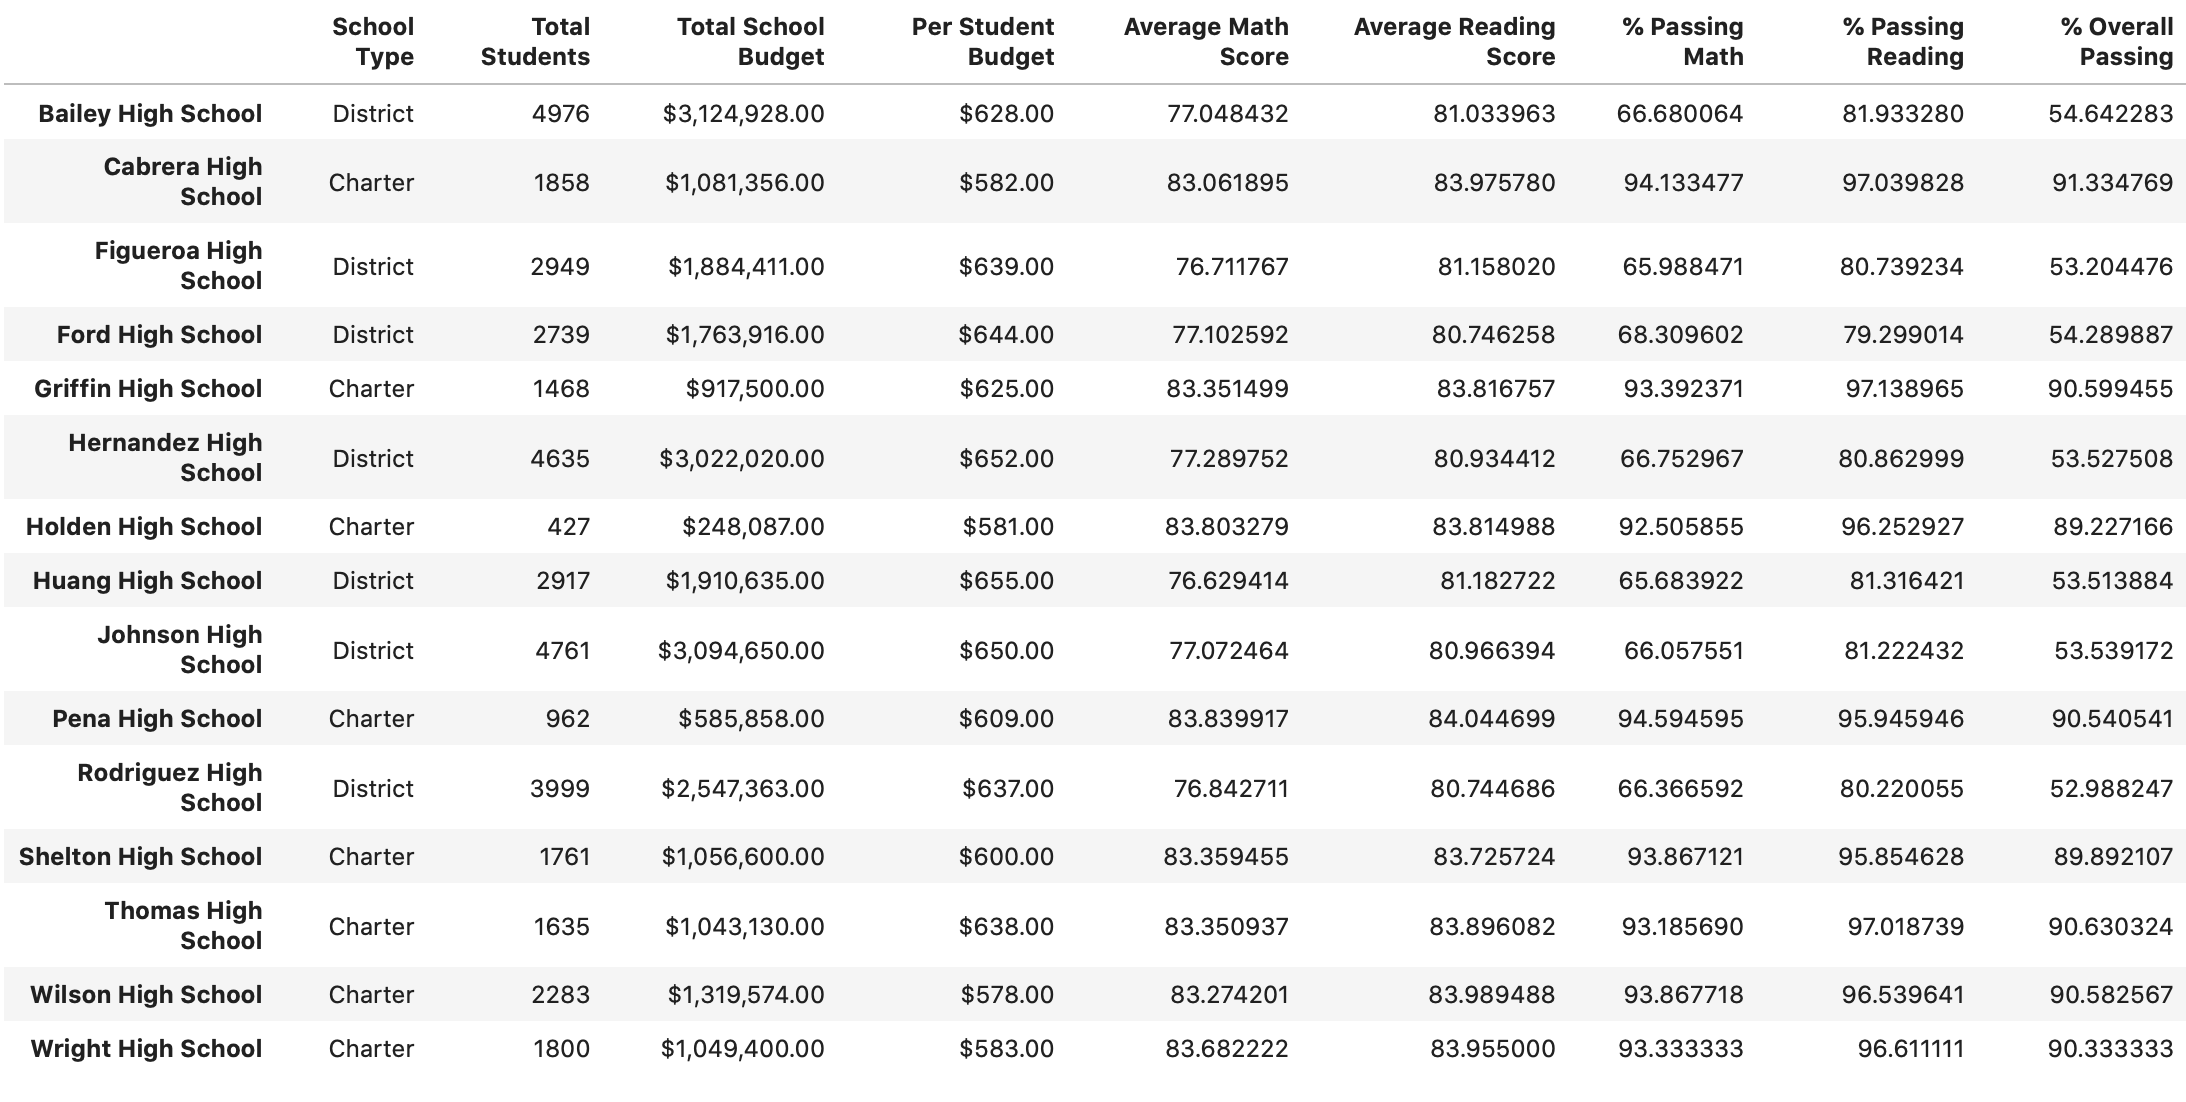 School Type Total Students Total School Budget Per Student Budget Average Math Score Average Reading Score % Passing Math % Passing Reading % Overall Passing
Bailey High School District 4976 $3,124,928.00 $628.00 77.048432 81.033963 66.680064 81.933280 54.642283
Cabrera High School Charter 1858 $1,081,356.00 $582.00 83.061895 83.975780 94.133477 97.039828 91.334769
Figueroa High School District 2949 $1,884,411.00 $639.00 76.711767 81.158020 65.988471 80.739234 53.204476
Ford High School District 2739 $1,763,916.00 $644.00 77.102592 80.746258 68.309602 79.299014 54.289887
Griffin High School Charter 1468 $917,500.00 $625.00 83.351499 83.816757 93.392371 97.138965 90.599455
Hernandez High School District 4635 $3,022,020.00 $652.00 77.289752 80.934412 66.752967 80.862999 53.527508
Holden High School Charter 427 $248,087.00 $581.00 83.803279 83.814988 92.505855 96.252927 89.227166
Huang High School District 2917 $1,910,635.00 $655.00 76.629414 81.182722 65.683922 81.316421 53.513884
Johnson High School District 4761 $3,094,650.00 $650.00 77.072464 80.966394 66.057551 81.222432 53.539172
Pena High School Charter 962 $585,858.00 $609.00 83.839917 84.044699 94.594595 95.945946 90.540541
Rodriguez High School District 3999 $2,547,363.00 $637.00 76.842711 80.744686 66.366592 80.220055 52.988247
Shelton High School Charter 1761 $1,056,600.00 $600.00 83.359455 83.725724 93.867121 95.854628 89.892107
Thomas High School Charter 1635 $1,043,130.00 $638.00 83.350937 83.896082 93.185690 97.018739 90.630324
Wilson High School Charter 2283 $1,319,574.00 $578.00 83.274201 83.989488 93.867718 96.539641 90.582567
Wright High School Charter 1800 $1,049,400.00 $583.00 83.682222 83.955000 93.333333 96.611111 90.333333